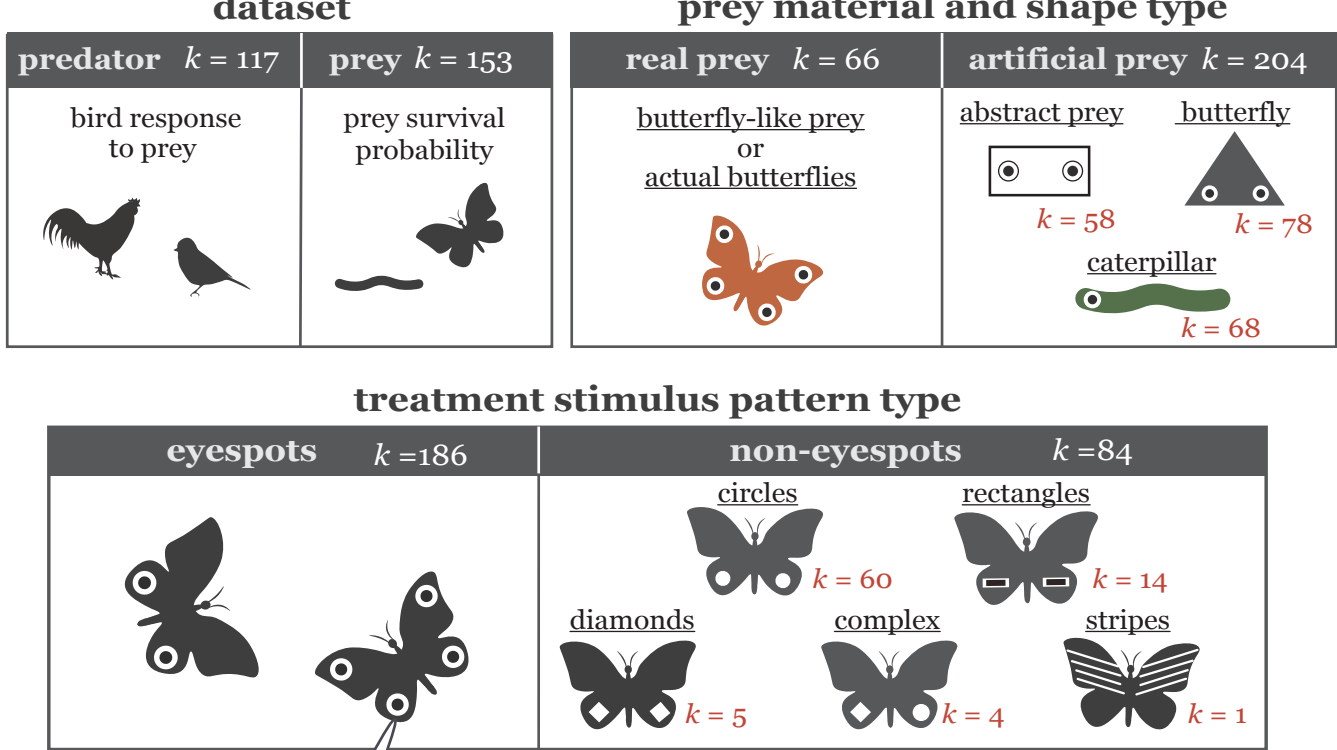 dataset
prey material and shape type
predator k = 117
prey k = 153
real prey k = 66
artificial prey k = 204
bird response
to prey
prey survival
probability
butterfly-like prey
or
actual butterflies
abstract prey
butterfly
k = 58
k = 78
caterpillar
k = 68
treatment stimulus pattern type
eyespots k =186
non-eyespots k =84
circles
rectangles
k = 60
k = 14
diamonds
complex
stripes
k = 5
k = 4
k = 1